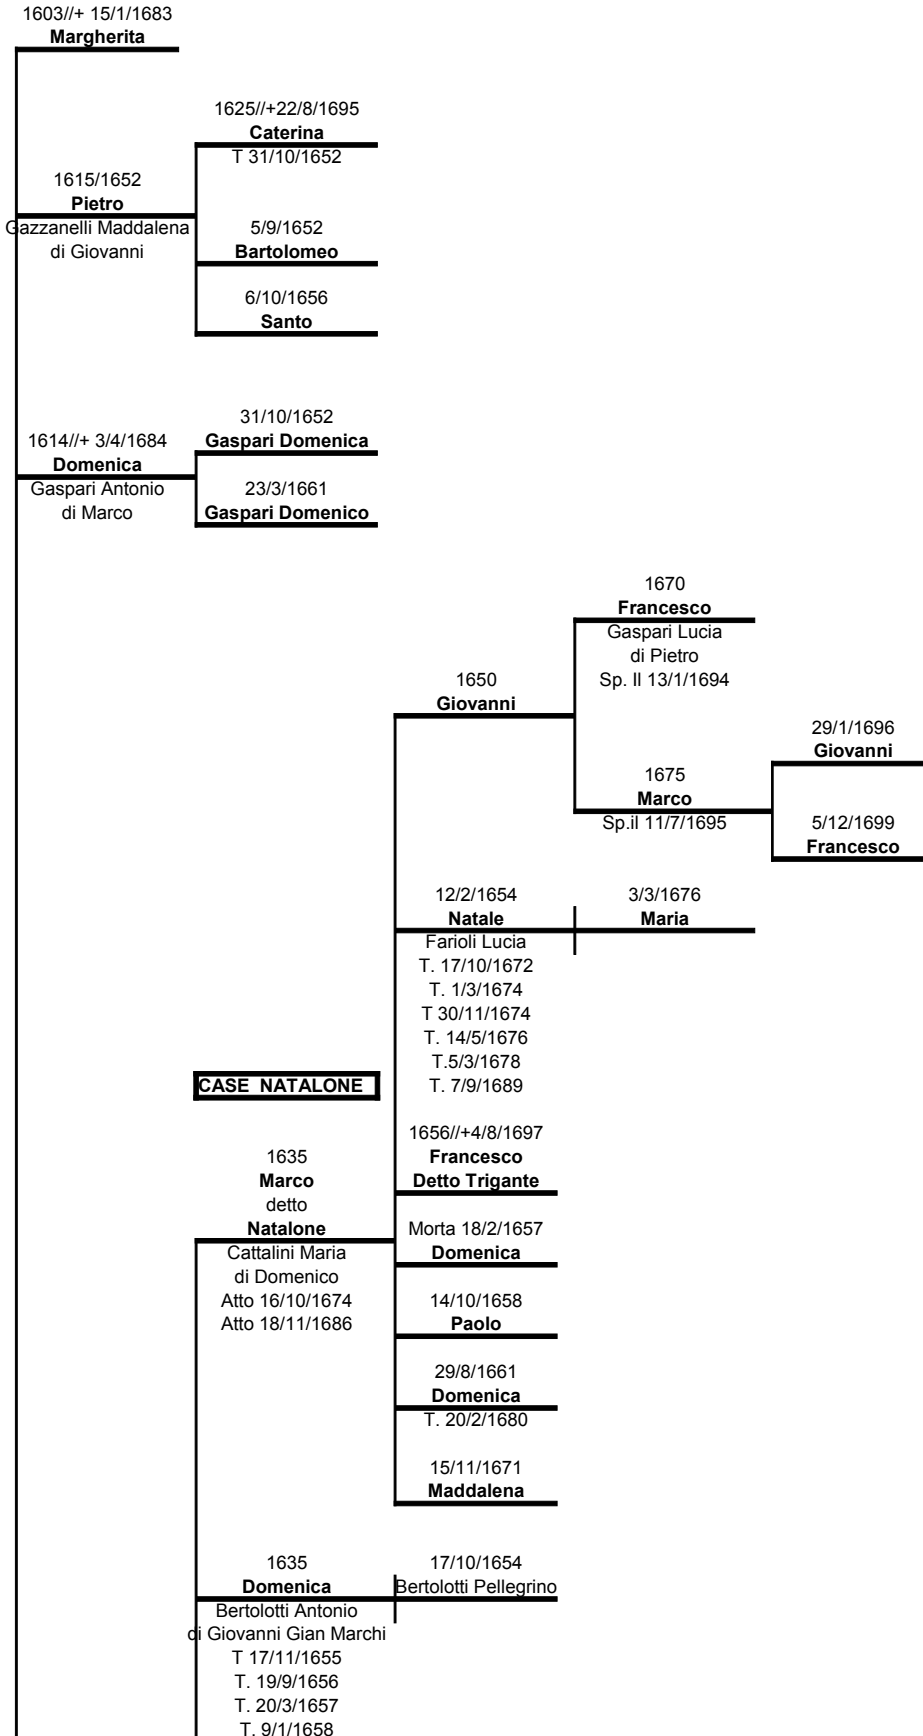 1603//+ 15/1/1683
Margherita
1625//+22/8/1695
Caterina
T 31/10/1652
1615/1652
Pietro
Gazzanelli Maddalena
di Giovanni
5/9/1652
Bartolomeo
6/10/1656
Santo
31/10/1652
Gaspari Domenica
1614//+ 3/4/1684
Domenica
Gaspari Antonio
di Marco
23/3/1661
Gaspari Domenico
1670
Francesco
Gaspari Lucia
di Pietro
Sp. Il 13/1/1694
1650
Giovanni
29/1/1696
Giovanni
1675
Marco
Sp.il 11/7/1695
5/12/1699
Francesco
12/2/1654
Natale
Farioli Lucia
T. 17/10/1672
T. 1/3/1674
T 30/11/1674
T. 14/5/1676
T.5/3/1678
T. 7/9/1689
3/3/1676
Maria
CASE NATALONE
1656//+4/8/1697
Francesco
Detto Trigante
1635
Marco
detto
Natalone
Cattalini Maria
di Domenico
Atto 16/10/1674
Atto 18/11/1686
Morta 18/2/1657
Domenica
14/10/1658
Paolo
29/8/1661
Domenica
T. 20/2/1680
15/11/1671
Maddalena
1635
Domenica
Bertolotti Antonio
di Giovanni Gian Marchi
T 17/11/1655
T. 19/9/1656
T. 20/3/1657
T. 9/1/1658
17/10/1654
Bertolotti Pellegrino